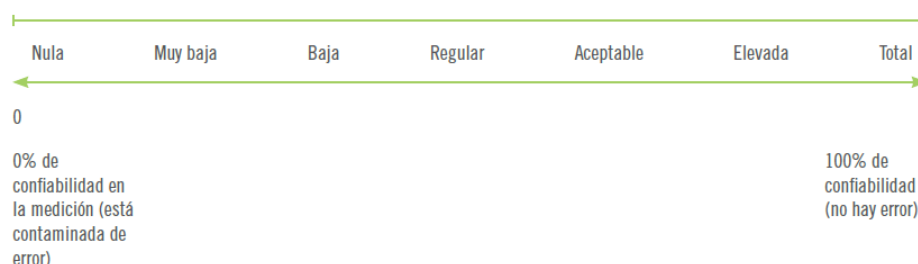 Nula Muy baja Baja Regular Aceptable Elevada Total
0
0% de
confiabilidad en
la medición (está
contaminada de
error)
100% de
confiabilidad
(no hay error)